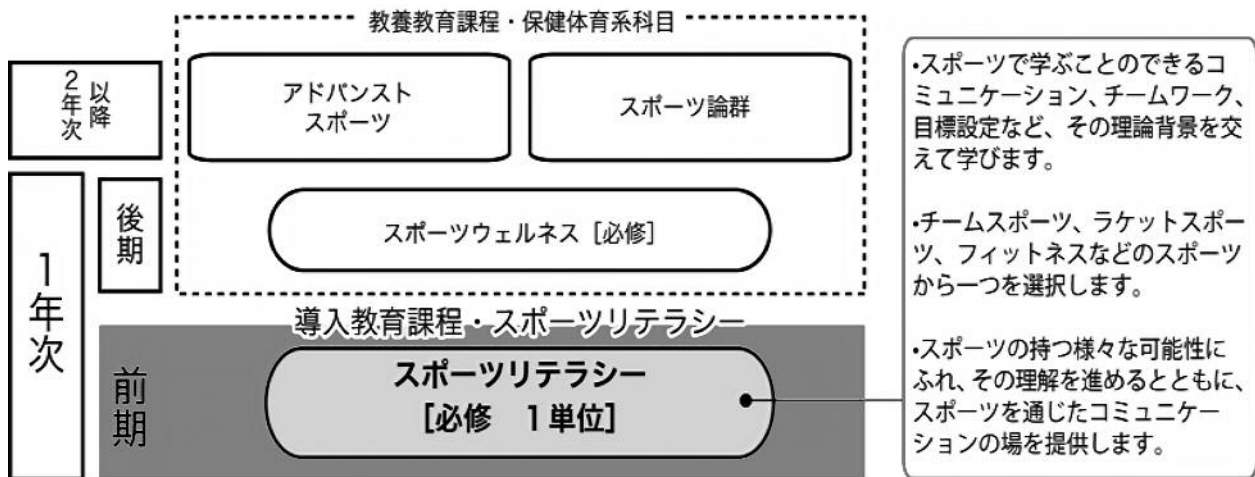 教養教育課程・保健体育系科目
2年次
以降
アドバンスト
スポーツ
スポーツ論群
1年次
後期
スポーツウェルネス［必修］
導入教育課程・スポーツリテラシー
前期
スポーツリテラシー
［必修　1単位］
・スポーツで学ぶことのできるコ
ミュニケーション、チームワーク、
目標設定など、その理論背景を交
えて学びます。
・チームスポーツ、ラケットスポー
ツ、フィットネスなどのスポーツ
から一つを選択します。
・スポーツの持つ様々な可能性に
ふれ、その理解を進めるとともに、
スポーツを通じたコミュニケー
ションの場を提供します。